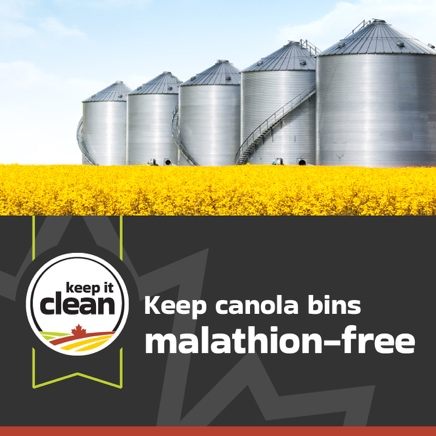 keep it
clean
Keep canola bins
malathion-free